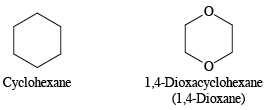 O
O
Cyclohexane
1,4-Dioxacyclohexane
(1,4-Dioxane)